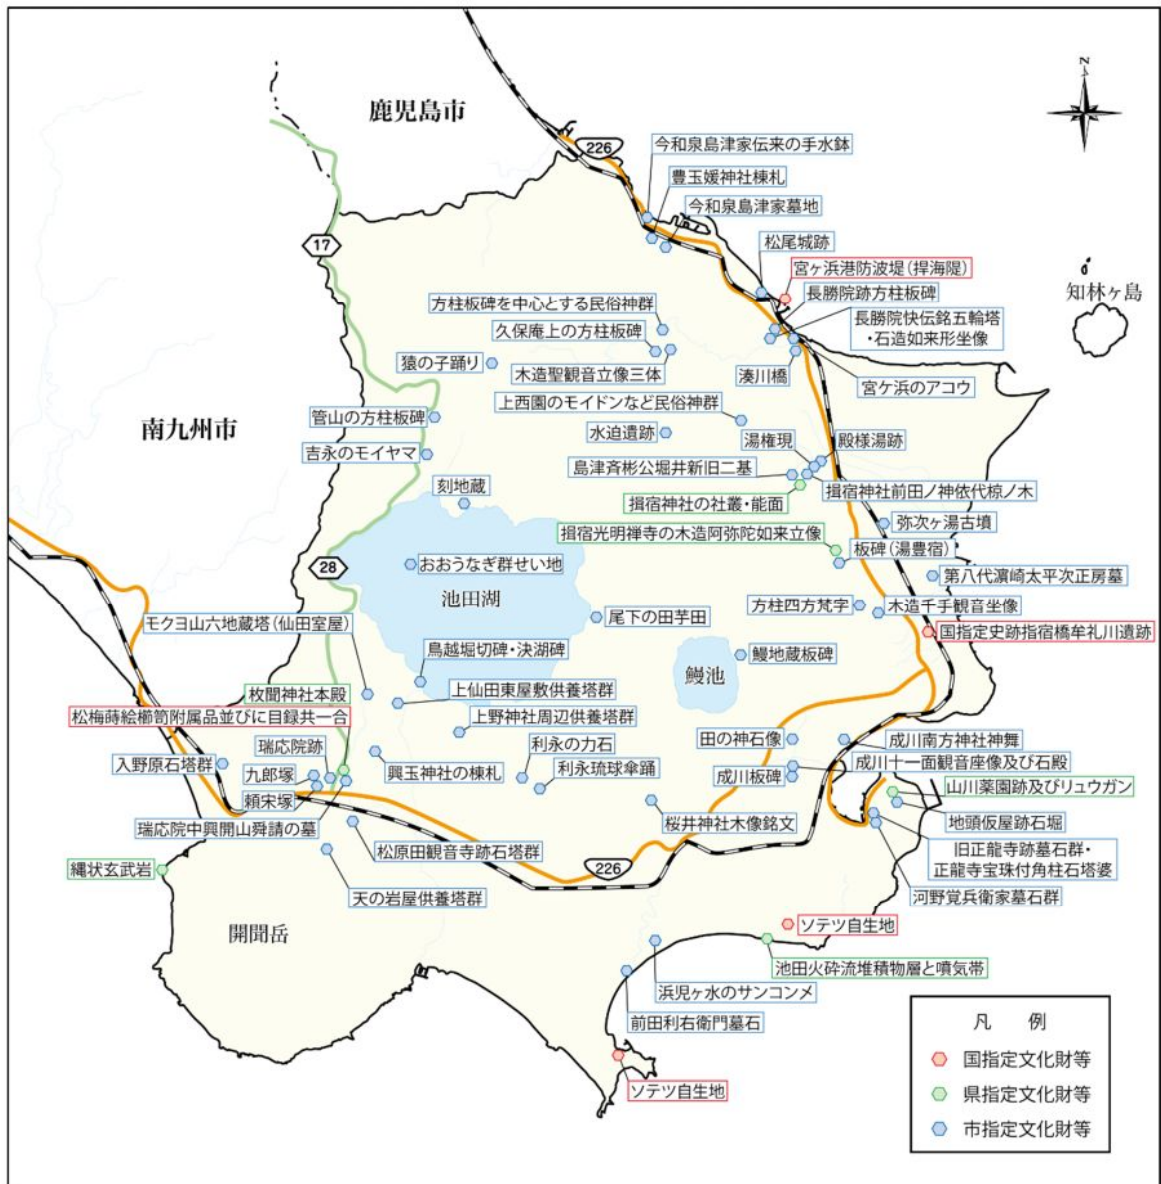 N
鹿児島市
226
今和泉島津家伝来の手水鉢
豊玉媛神社棟札
今和泉島津家墓地
17
松尾城跡
宮ヶ浜港防波堤(捍海隄)
知林ヶ島
長勝院跡方柱板碑
方柱板碑を中心とする民俗神群
長勝院快伝銘五輪塔
・石造如来形坐像
久保庵上の方柱板碑
猿の子踊り
木造聖観音立像三体
湊川橋
宮ヶ浜のアコウ
上西園のモイドンなど民俗神群
管山の方柱板碑
南九州市
水迫遺跡
湯権現
殿様湯跡
吉永のモイヤマ
島津斉彬公堀井新旧二基
刻地蔵
揖宿神社の社叢・能面
揖宿神社前田ノ神依代椋ノ木
弥次ヶ湯古墳
揖宿光明禅寺の木造阿弥陀如来立像
板碑(湯豊宿)
28
おおうなぎ群せい地
第八代濵崎太平次正房墓
池田湖
方柱四方梵字
木造千手観音坐像
尾下の田芋田
モクヨ山六地蔵塔(仙田室屋)
国指定史跡指宿橋牟礼川遺跡
鳥越堀切碑・決湖碑
鰻地蔵板碑
鰻池
枚聞神社本殿
上仙田東屋敷供養塔群
松梅蒔絵櫛笥附属品並びに目録共一合
上野神社周辺供養塔群
瑞応院跡
利永の力石
田の神石像
成川南方神社神舞
入野原石塔群
九郎塚
興玉神社の棟札
利永琉球傘踊
成川板碑
成川十一面観音座像及び石殿
頼宋塚
山川薬園跡及びリュウガン
瑞応院中興開山舜請の墓
桜井神社木像銘文
地頭仮屋跡石堀
松原田観音寺跡石塔群
旧正龍寺跡墓石群・
正龍寺宝珠付角柱石塔婆
縄状玄武岩
226
天の岩屋供養塔群
河野覚兵衛家墓石群
開聞岳
ソテツ自生地
池田火砕流堆積物層と噴気帯
浜児ヶ水のサンコンメ
前田利右衛門墓石
ソテツ自生地
凡 例
国指定文化財等
県指定文化財等
市指定文化財等